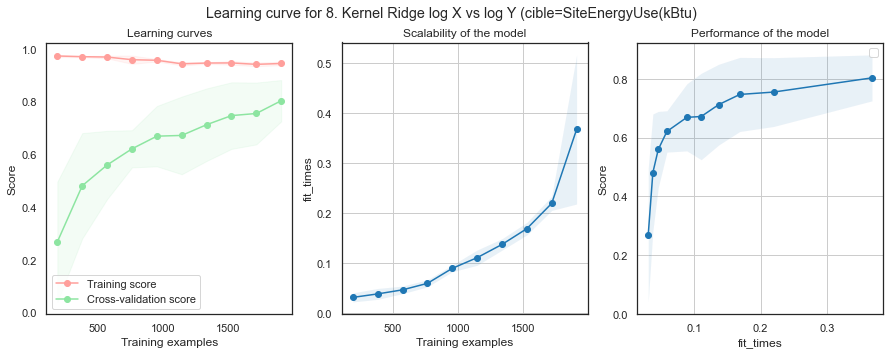 Learning curve for 8. Kernel Ridge log X vs log Y (cible=SiteEnergyUse(kBtu)
Learning curves
Scalability of the model
Performance of the model
1.0
0.8
0.6
0.4
0.2
0.0
Score
500
1000
1500
Training examples
Training score
Cross-validation score
0.5
0.4
0.3
0.2
0.1
0.0
fit_times
500
1000
1500
Training examples
0.8
0.6
0.4
0.2
0.0
Score
0.1
0.2
0.3
fit_times